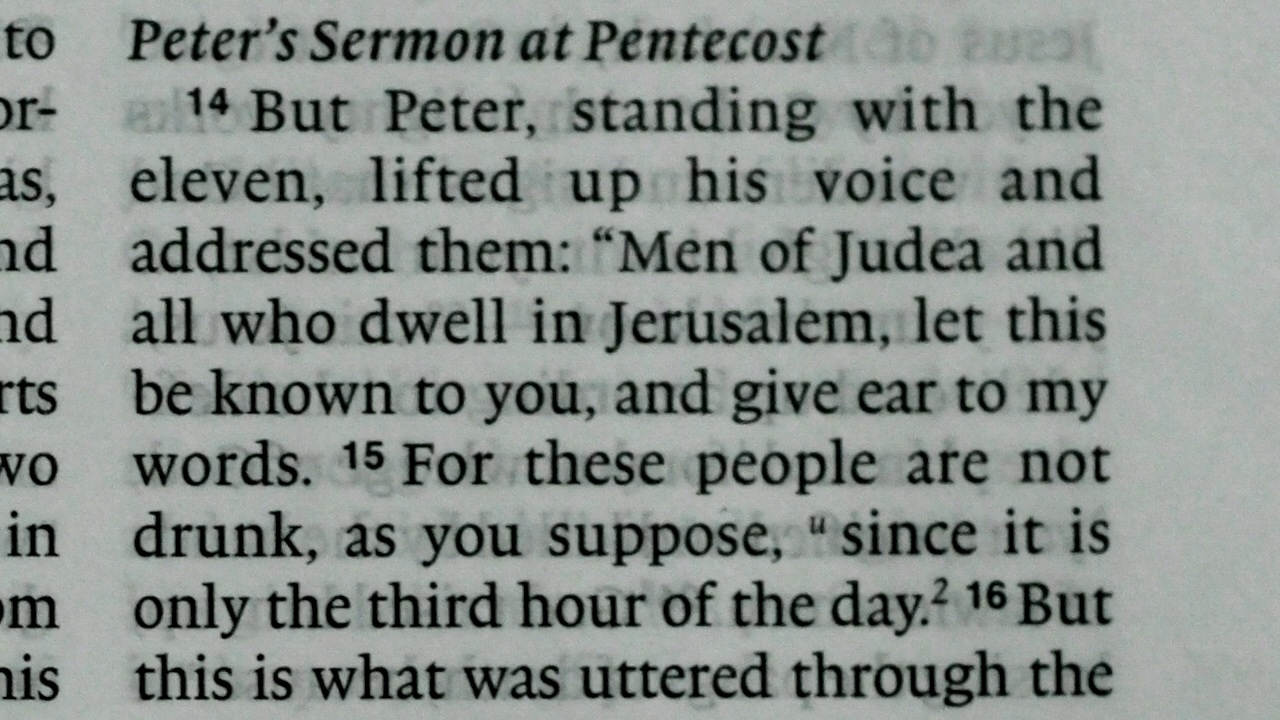 to
or-
as,
nd
nd
rts
wo
in
om
his
Peter's Sermon at Pentecost
14 But Peter, standing with the
eleven, lifted up his voice and
addressed them: “Men of Judea and
all who dwell in Jerusalem, let this
be known to you, and give ear to my
words. 15 For these people are not
drunk, as you suppose, u since it is
only the third hour of the day.2 16 But
this is what was uttered through the